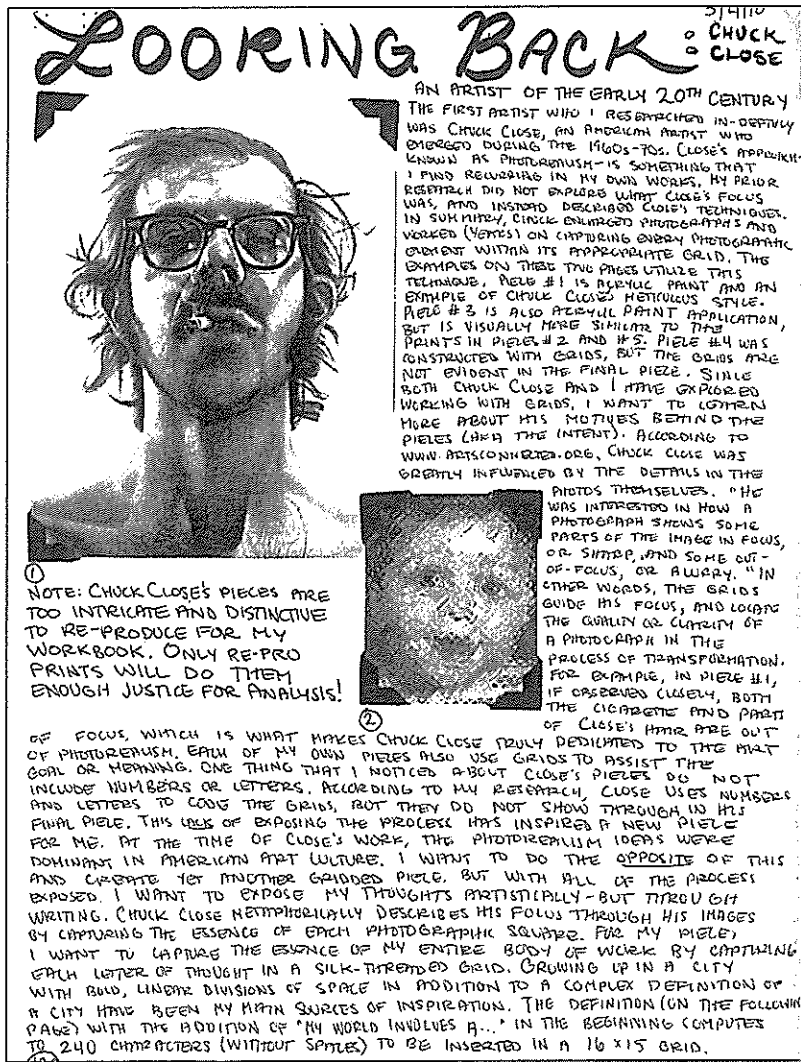 LOOKING BACK
5/4/10
CHUCK
CLOSE
AN ARTIST OF THE EARLY 20TH CENTURY
THE FIRST ARTIST WHO I RESEARCHED IN-DEPTHLY
WAS CHUCK CLOSE, AN AMERICAN ARTIST WHO
EMERGED DURING THE 1960s-70s. CLOSE'S APPROACH-
KNOWN AS PHOTOREALISM-IS SOMETHING THAT
I FIND RECURRING IN MY OWN WORKS, MY PRIOR
RESEARCH DID NOT EXPLORE WHAT CLOSE'S FOCUS
WAS, AND INSTEAD DESCRIBED CLOSE'S TECHNIQUES.
IN SUMMARY, CHUCK ENLARGED PHOTOGRAPHS AND
WORKED (YEARS) ON CAPTURING EVERY PHOTOGRAPHIC
ELEMENT WITHIN ITS APPROPRIATE GRID. THE
EXAMPLES ON THESE TWO PAGES UTILIZE THIS
TECHNIQUE. PIECE #1 IS ACRYLIC PAINT AND AN
EXAMPLE OF CHUCK CLOSE'S METICULUS STYLE.
PIECE #3 IS ALSO ACRYLIC PAINT APPLICATION,
BUT IS VISUALLY MORE SIMILAR TO THE
PRINTS IN PIECES #2 AND #5. PIECE #4 WAS
CONSTRUCTED WITH GRIDS, BUT THE GRIDS ARE
NOT EVIDENT IN THE FINAL PIECE. SINCE
BOTH CHUCK CLOSE AND I HAVE EXPLORED
WORKING WITH GRIDS, I WANT TO LEARN
MORE ABOUT HIS MOTIVES BEHIND THE
PIECES (AKA THE INTENT). ACCORDING TO
WWW.ARTSCONNECTED.ORG, CHUCK CLOSE WAS
GREATLY INFLUENCED BY THE DETAILS IN THE
PHOTOS THEMSELVES. "HE
WAS INTERESTED IN HOW A
PHOTOGRAPH SHOWS SOME
PARTS OF THE IMAGE IN FOCUS,
OR SHARP, AND SOME OUT-
OF-FOCUS, OR BLURRY." IN
OTHER WORDS, THE GRIDS
GUIDE HIS FOCUS, AND LOCATE
THE QUALITY OR CLARITY OF
A PHOTOGRAPH IN THE
PROCESS OF TRANSFORMATION.
FOR EXAMPLE, IN PIECE #1,
IF OBSERVED CLOSELY, BOTH
THE CIGARETTE AND PARTS
OF CLOSE'S HAIR ARE OUT
1
NOTE: CHUCK CLOSE'S PIECES ARE
TOO INTRICATE AND DISTINCTIVE
TO RE-PRODUCE FOR MY
WORKBOOK. ONLY RE-PRO
PRINTS WILL DO THEM
ENOUGH JUSTICE FOR ANALYSIS!
2
OF FOCUS, WHICH IS WHAT MAKES CHUCK CLOSE TRULY DEDICATED TO THE ART
OF PHOTOREALISM. EACH OF MY OWN PIECES ALSO USE GRIDS TO ASSIST THE
GOAL OR MEANING. ONE THING THAT I NOTICED ABOUT CLOSE'S PIECES DO NOT
INCLUDE NUMBERS OR LETTERS. ACCORDING TO MY RESEARCH, CLOSE USES NUMBERS
AND LETTERS TO CODE THE GRIDS, BUT THEY DO NOT SHOW THROUGH IN HIS
FINAL PIECE. THIS LACK OF EXPOSING THE PROCESS HAS INSPIRED A NEW PIECE
FOR ME. AT THE TIME OF CLOSE'S WORK, THE PHOTOREALISM IDEAS WERE
DOMINANT IN AMERICAN ART CULTURE. I WANT TO DO THE OPPOSITE OF THIS
AND CREATE YET ANOTHER GRIDDED PIECE, BUT WITH ALL OF THE PROCESS
EXPOSED. I WANT TO EXPOSE MY THOUGHTS ARTISTICALLY-BUT THROUGH
WRITING. CHUCK CLOSE METAPHORICALLY DESCRIBES HIS FOCUS THROUGH HIS IMAGES
BY CAPTURING THE ESSENCE OF EACH PHOTOGRAPHIC SQUARE. FOR MY PIECE,
I WANT TO CAPTURE THE ESSENCE OF MY ENTIRE BODY OF WORK BY CAPTURING
EACH LETTER OF THOUGHT IN A SILK-THREADED GRID. GROWING UP IN A CITY
WITH BOLD, LINEAR DIVISIONS OF SPACE IN ADDITION TO A COMPLEX DEFINITION OF
A CITY HAVE BEEN MY MAIN SOURCES OF INSPIRATION. THE DEFINITION (ON THE FOLLOWIN
PAGE) WITH THE ADDITION OF "MY WORLD INVOLVES A..." IN THE BEGINNING COMPUTES
TO 240 CHARACTERS (WITHOUT SPACES) TO BE INSERTED IN A 16 X 15 GRID.